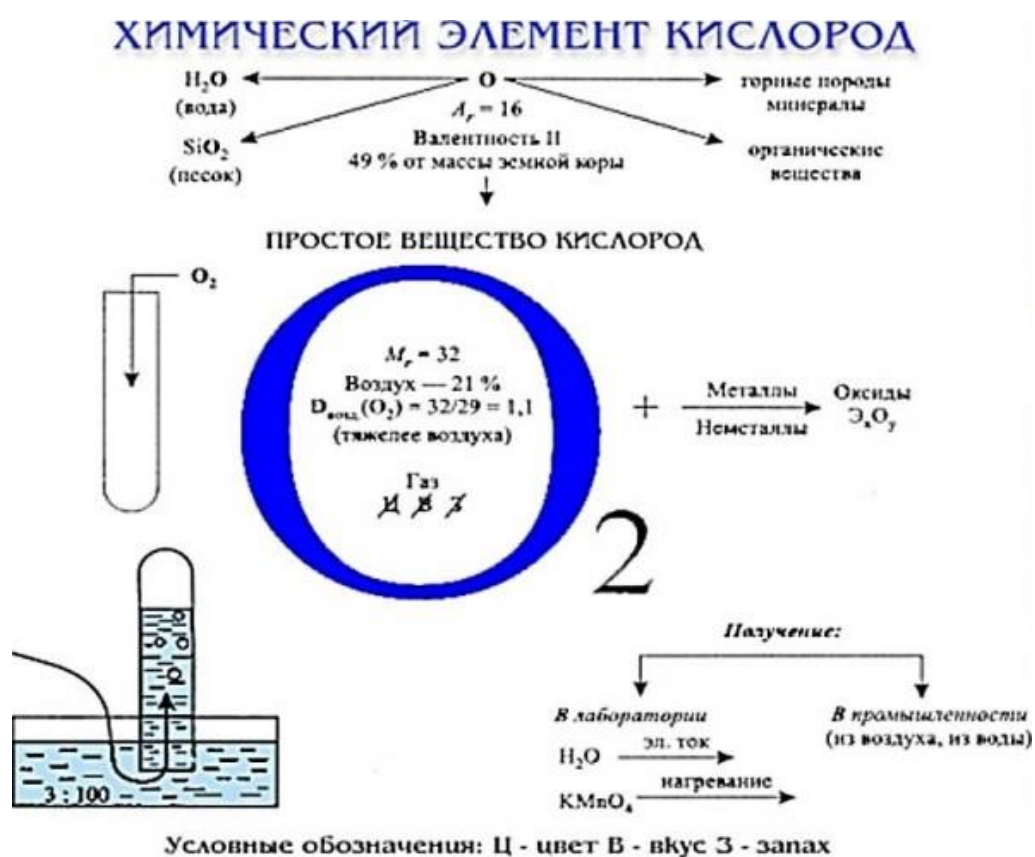 ХИМИЧЕСКИЙ ЭЛЕМЕНТ КИСЛОРОД
H₂O
(вода)
SiO₂
(песок)
O
Aᵣ = 16
Валентность II
49 % от массы земной коры
горные породы
минералы
органические
вещества
ПРОСТОЕ ВЕЩЕСТВО КИСЛОРОД
O₂
Mᵣ = 32
Воздух — 21 %
Dвозд.(O₂) = 32/29 = 1,1
(тяжелее воздуха)
Газ
Ц В З
O
2
+
Металлы
Неметаллы
Оксиды
ЭₓOᵧ
3 : 100
Получение:
В лаборатории
H₂O эл. ток
KMnO₄ нагревание
В промышленности
(из воздуха, из воды)
Условные обозначения: Ц - цвет В - вкус З - запах